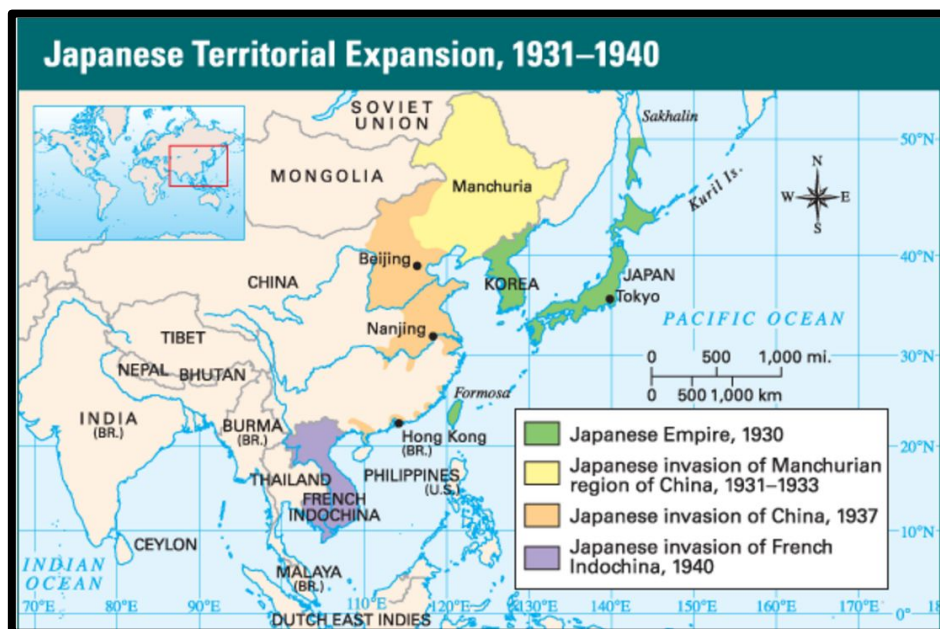 Japanese Territorial Expansion, 1931–1940
SOVIET
UNION
Sakhalin
50°N
MONGOLIA
Manchuria
Kuril Is.
N
W
E
S
Beijing
40°N
CHINA
KOREA
JAPAN
Tokyo
Nanjing
PACIFIC OCEAN
TIBET
0 500 1,000 mi.
0 500 1,000 km
30°N
NEPAL
BHUTAN
Formosa
INDIA
(BR.)
BURMA
(BR.)
Hong Kong
(BR.)
20°N
THAILAND
PHILIPPINES
(U.S.)
FRENCH
INDOCHINA
Japanese Empire, 1930
Japanese invasion of Manchurian
region of China, 1931–1933
Japanese invasion of China, 1937
Japanese invasion of French
Indochina, 1940
10°N
CEYLON
INDIAN
OCEAN
MALAYA
(BR.)
70°E 80°E 90°E 110°E 120°E 130°E 140°E 150°E 160°E 170°E 0°
DUTCH EAST INDIES